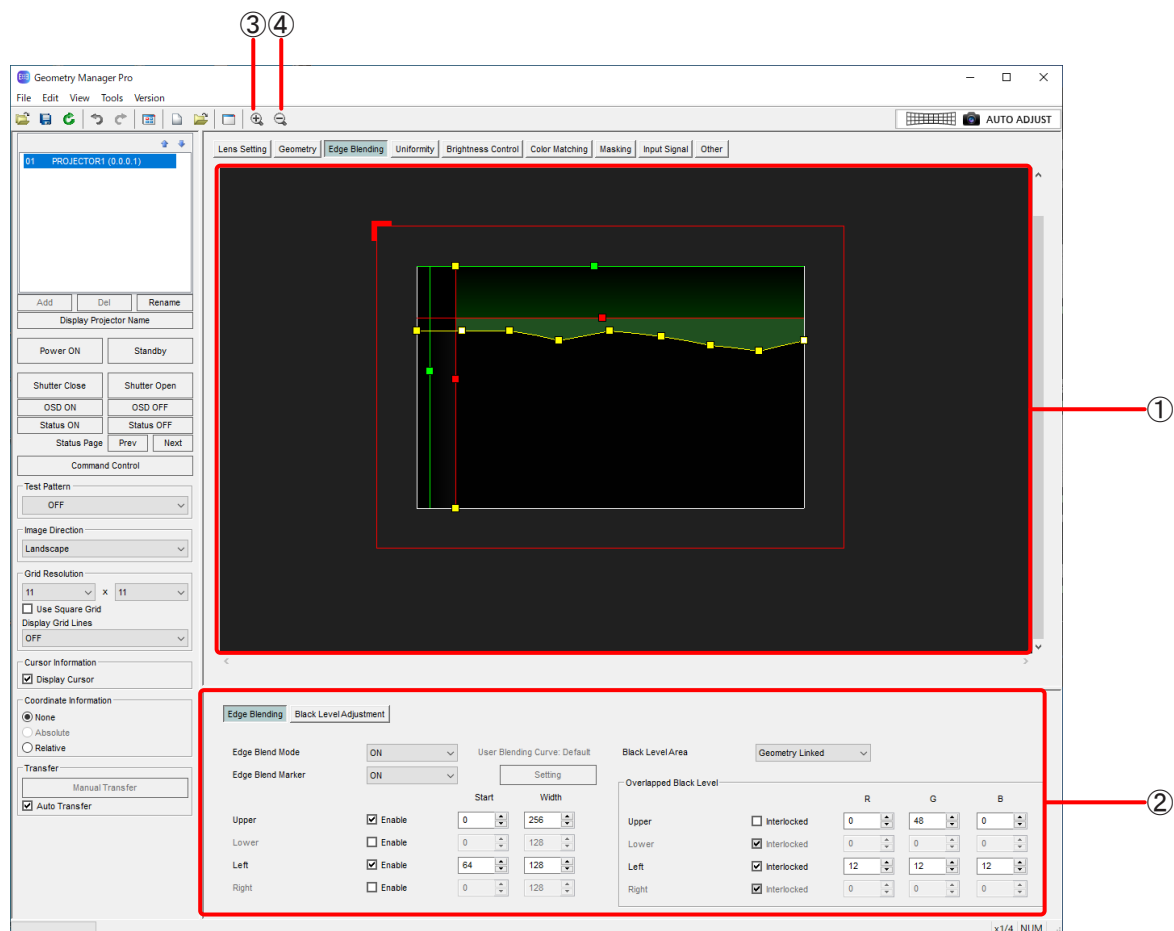 ③④
Geometry Manager Pro
File Edit View Tools Version
AUTO ADJUST
01 PROJECTOR1 (0.0.0.1)
Add Del Rename
Display Projector Name
Power ON Standby
Shutter Close Shutter Open
OSD ON OSD OFF
Status ON Status OFF
Status Page Prev Next
Command Control
Test Pattern
OFF
Image Direction
Landscape
Grid Resolution
11 x 11
Use Square Grid
Display Grid Lines
OFF
Cursor Information
Display Cursor
Coordinate Information
None
Absolute
Relative
Transfer
Manual Transfer
Auto Transfer
Lens Setting Geometry Edge Blending Uniformity Brightness Control Color Matching Masking Input Signal Other
①
Edge Blending Black Level Adjustment
Edge Blend Mode ON User Blending Curve: Default Black Level Area Geometry Linked
Edge Blend Marker ON Setting
Start Width
Upper Enable 0 256
Lower Enable 0 128
Left Enable 64 128
Right Enable 0 128
Overlapped Black Level
R G B
Upper Interlocked 0 48 0
Lower Interlocked 0 0 0
Left Interlocked 12 12 12
Right Interlocked 0 0 0
②
x1/4 NUM